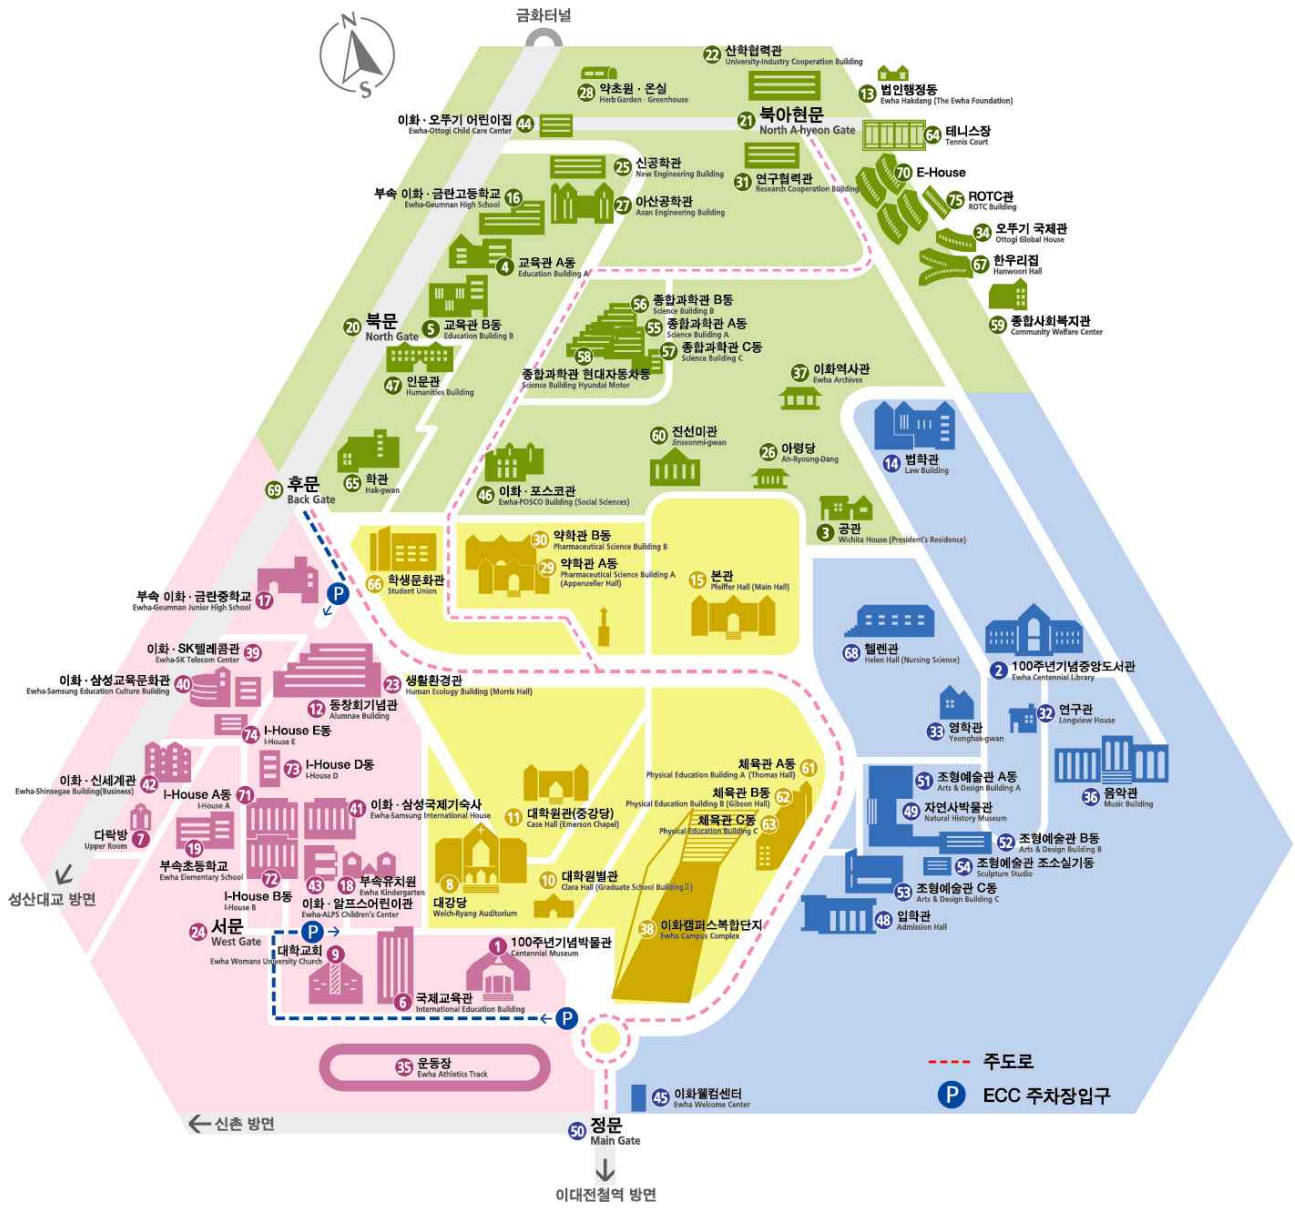 금화터널
N
S
22 산학협력관
University-Industry Cooperation Building
28 약초원 · 온실
Herb Garden · Greenhouse
13 법인행정동
Ewha Hakdang (The Ewha Foundation)
이화 · 오뚜기 어린이집 44
Ewha-Ottogi Child Care Center
21 북아현문
North A-hyeon Gate
64 테니스장
Tennis Court
25 신공학관
New Engineering Building
31 연구협력관
Research Cooperation Building
70 E-House
부속 이화 · 금란고등학교 16
Ewha-Geumnan High School
27 아산공학관
Asan Engineering Building
75 ROTC관
ROTC Building
34 오뚜기 국제관
Ottogi Global House
4 교육관 A동
Education Building A
67 한우리집
Hanwoori Hall
56 종합과학관 B동
Science Building B
20 북문
North Gate
5 교육관 B동
Education Building B
55 종합과학관 A동
Science Building A
59 종합사회복지관
Community Welfare Center
57 종합과학관 C동
Science Building C
58
종합과학관 현대자동차동
Science Building Hyundai Motor
47 인문관
Humanities Building
37 이화역사관
Ewha Archives
60 진선미관
Jinseonmi-gwan
26 아령당
Ah-Ryoung-Dang
14 법학관
Law Building
69 후문
Back Gate
65 학관
Hak-gwan
46 이화 · 포스코관
Ewha-POSCO Building (Social Sciences)
3 공관
Wichita House (President's Residence)
30 약학관 B동
Pharmaceutical Science Building B
29 약학관 A동
Pharmaceutical Science Building A
(Appenzeller Hall)
66 학생문화관
Student Union
15 본관
Pfeiffer Hall (Main Hall)
부속 이화 · 금란중학교 17
Ewha-Geumnan Junior High School
P
이화 · SK텔레콤관 39
Ewha-SK Telecom Center
68 헬렌관
Helen Hall (Nursing Science)
2 100주년기념중앙도서관
Ewha Centennial Library
이화 · 삼성교육문화관 40
Ewha-Samsung Education Culture Building
23 생활환경관
Human Ecology Building (Morris Hall)
12 동창회기념관
Alumnae Building
32 연구관
Longview House
74 I-House E동
I-House E
33 영학관
Yeonghak-gwan
73 I-House D동
I-House D
체육관 A동 61
Physical Education Building A (Thomas Hall)
51 조형예술관 A동
Arts & Design Building A
이화 · 신세계관 42
Ewha-Shinsegae Building(Business)
I-House A동 71
I-House A
41 이화 · 삼성국제기숙사
Ewha-Samsung International House
체육관 B동 62
Physical Education Building B (Gibson Hall)
36 음악관
Music Building
49 자연사박물관
Natural History Museum
11 대학원관(중강당)
Case Hall (Emerson Chapel)
체육관 C동 63
Physical Education Building C
다락방 7
Upper Room
19
부속초등학교
Ewha Elementary School
52 조형예술관 B동
Arts & Design Building B
54 조형예술관 조소실기동
Sculpture Studio
72
I-House B동
I-House B
43
18 부속유치원
Ewha Kindergarten
이화 · 알프스어린이관
Ewha-ALPS Children's Center
8
대강당
Welch-Ryang Auditorium
10 대학원별관
Clara Hall (Graduate School BuildingⅡ)
53 조형예술관 C동
Arts & Design Building C
성산대교 방면
24 서문
West Gate
P
38 이화캠퍼스복합단지
Ewha Campus Complex
48 입학관
Admission Hall
대학교회 9
Ewha Womans University Church
1 100주년기념박물관
Centennial Museum
6 국제교육관
International Education Building
P
35 운동장
Ewha Athletics Track
주도로
45 이화웰컴센터
Ewha Welcome Center
P ECC 주차장입구
신촌 방면
50 정문
Main Gate
이대전철역 방면